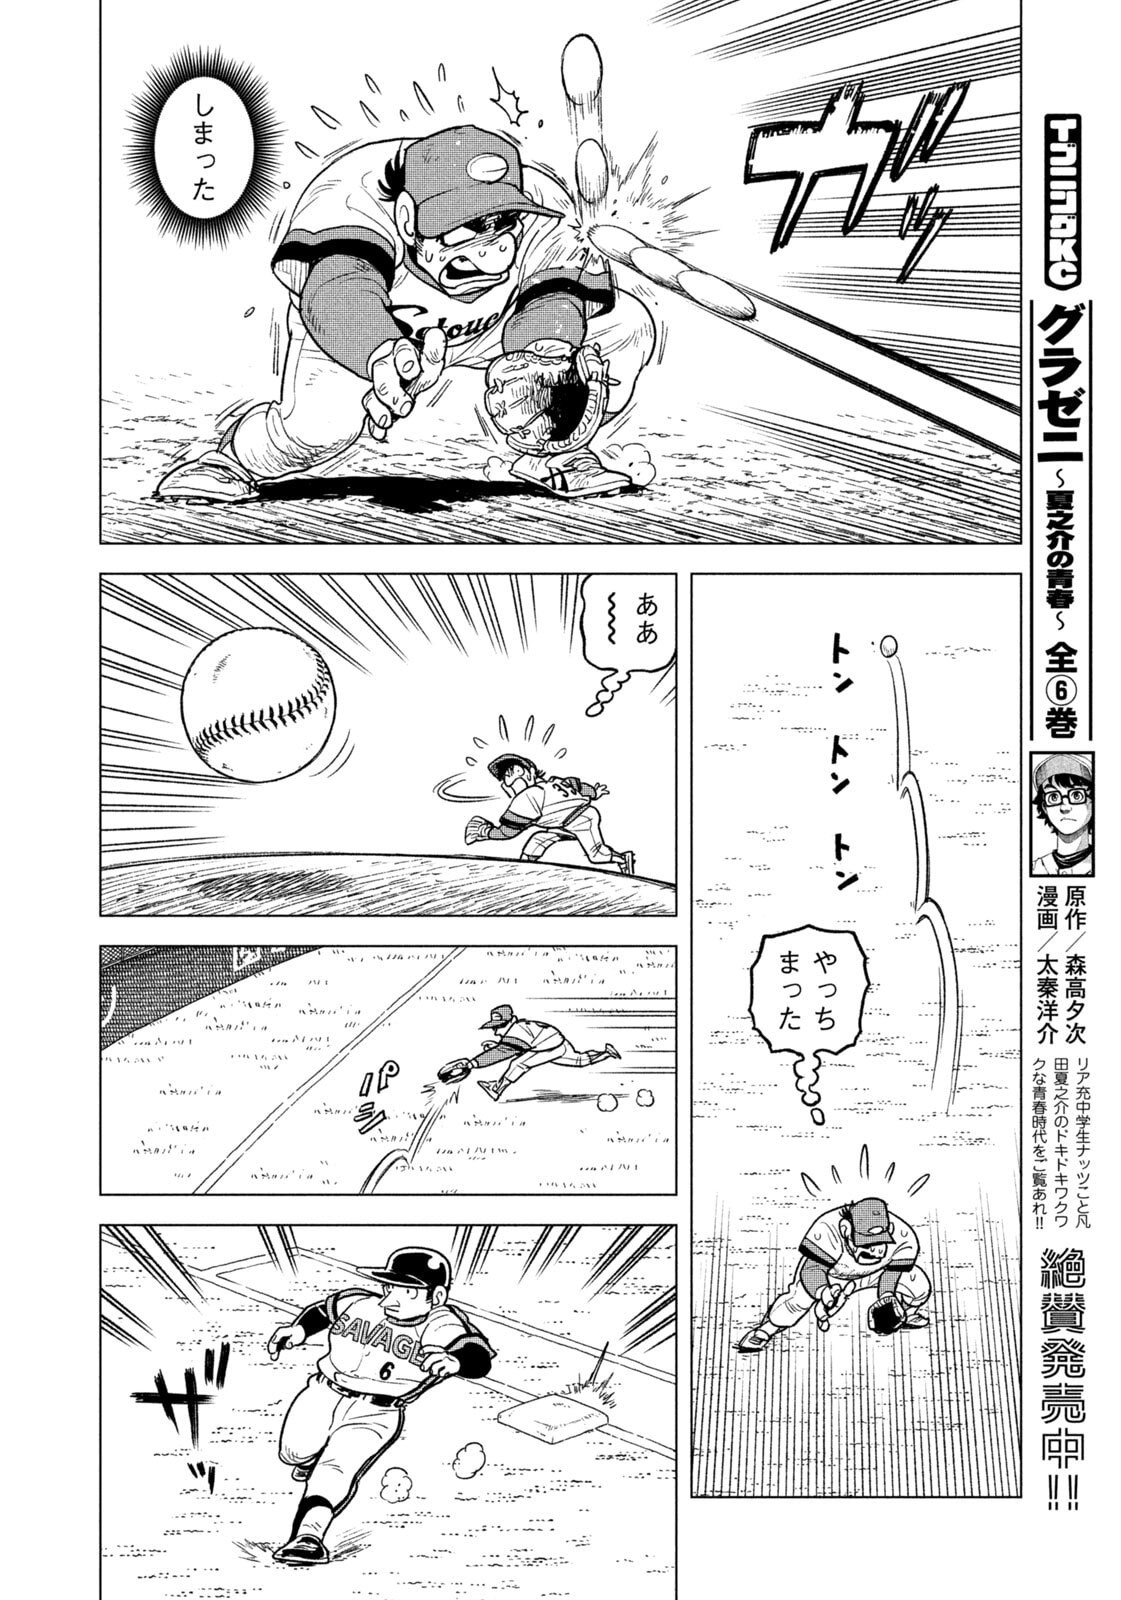 ガッ
しまった
Setouc
トン
トン
トン
やっち
まった
ああ
パシ
ザッ
SAVAGE
6
イブニングKC
グラゼニ
～夏之介の青春～
全⑥巻
原作／森高夕次
漫画／太秦洋介
リア充中学生ナッツこと凡
田夏之介のドキドキワクワ
クな青春時代をご覧あれ!!
絶賛発売中!!